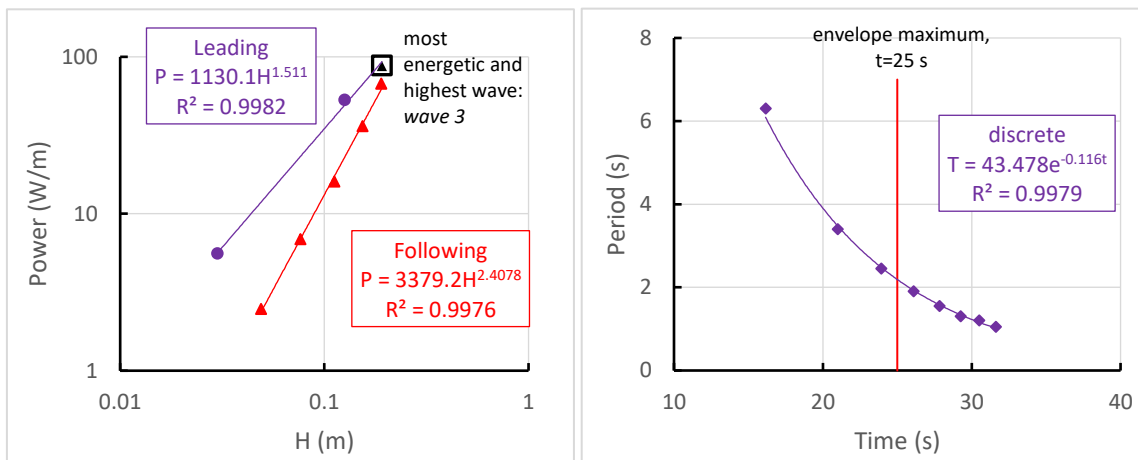 100
10
1
0.01
0.1
1
Power (W/m)
H (m)
Leading
P = 1130.1H^1.511
R² = 0.9982
most
energetic and
highest wave:
wave 3
Following
P = 3379.2H^2.4078
R² = 0.9976
8
6
4
2
0
10
20
30
40
Period (s)
Time (s)
envelope maximum,
t=25 s
discrete
T = 43.478e^-0.116t
R² = 0.9979